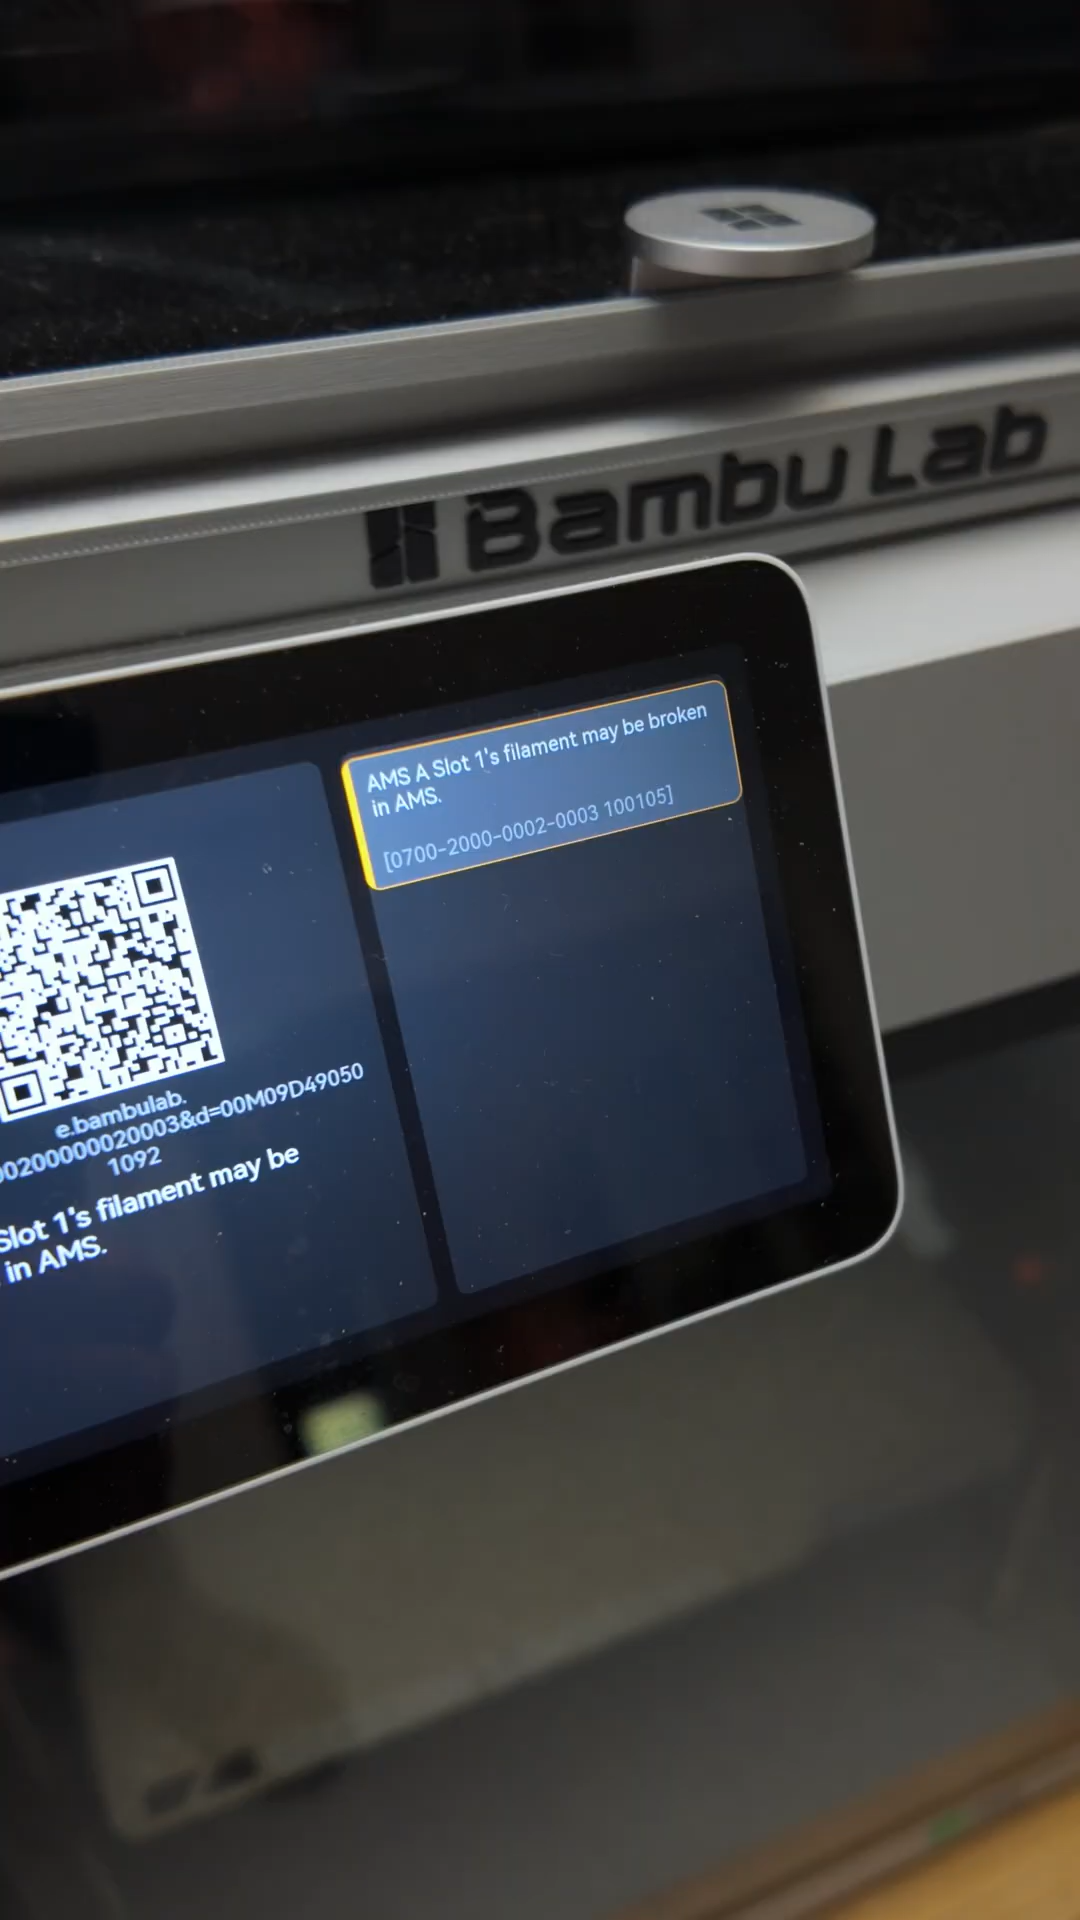 Bambu Lab
AMS A Slot 1's filament may be broken
in AMS.
[0700-2000-0002-0003 100105]
e.bambulab.
0020000020003&d=00M09D49050
1092
Slot 1's filament may be
in AMS.